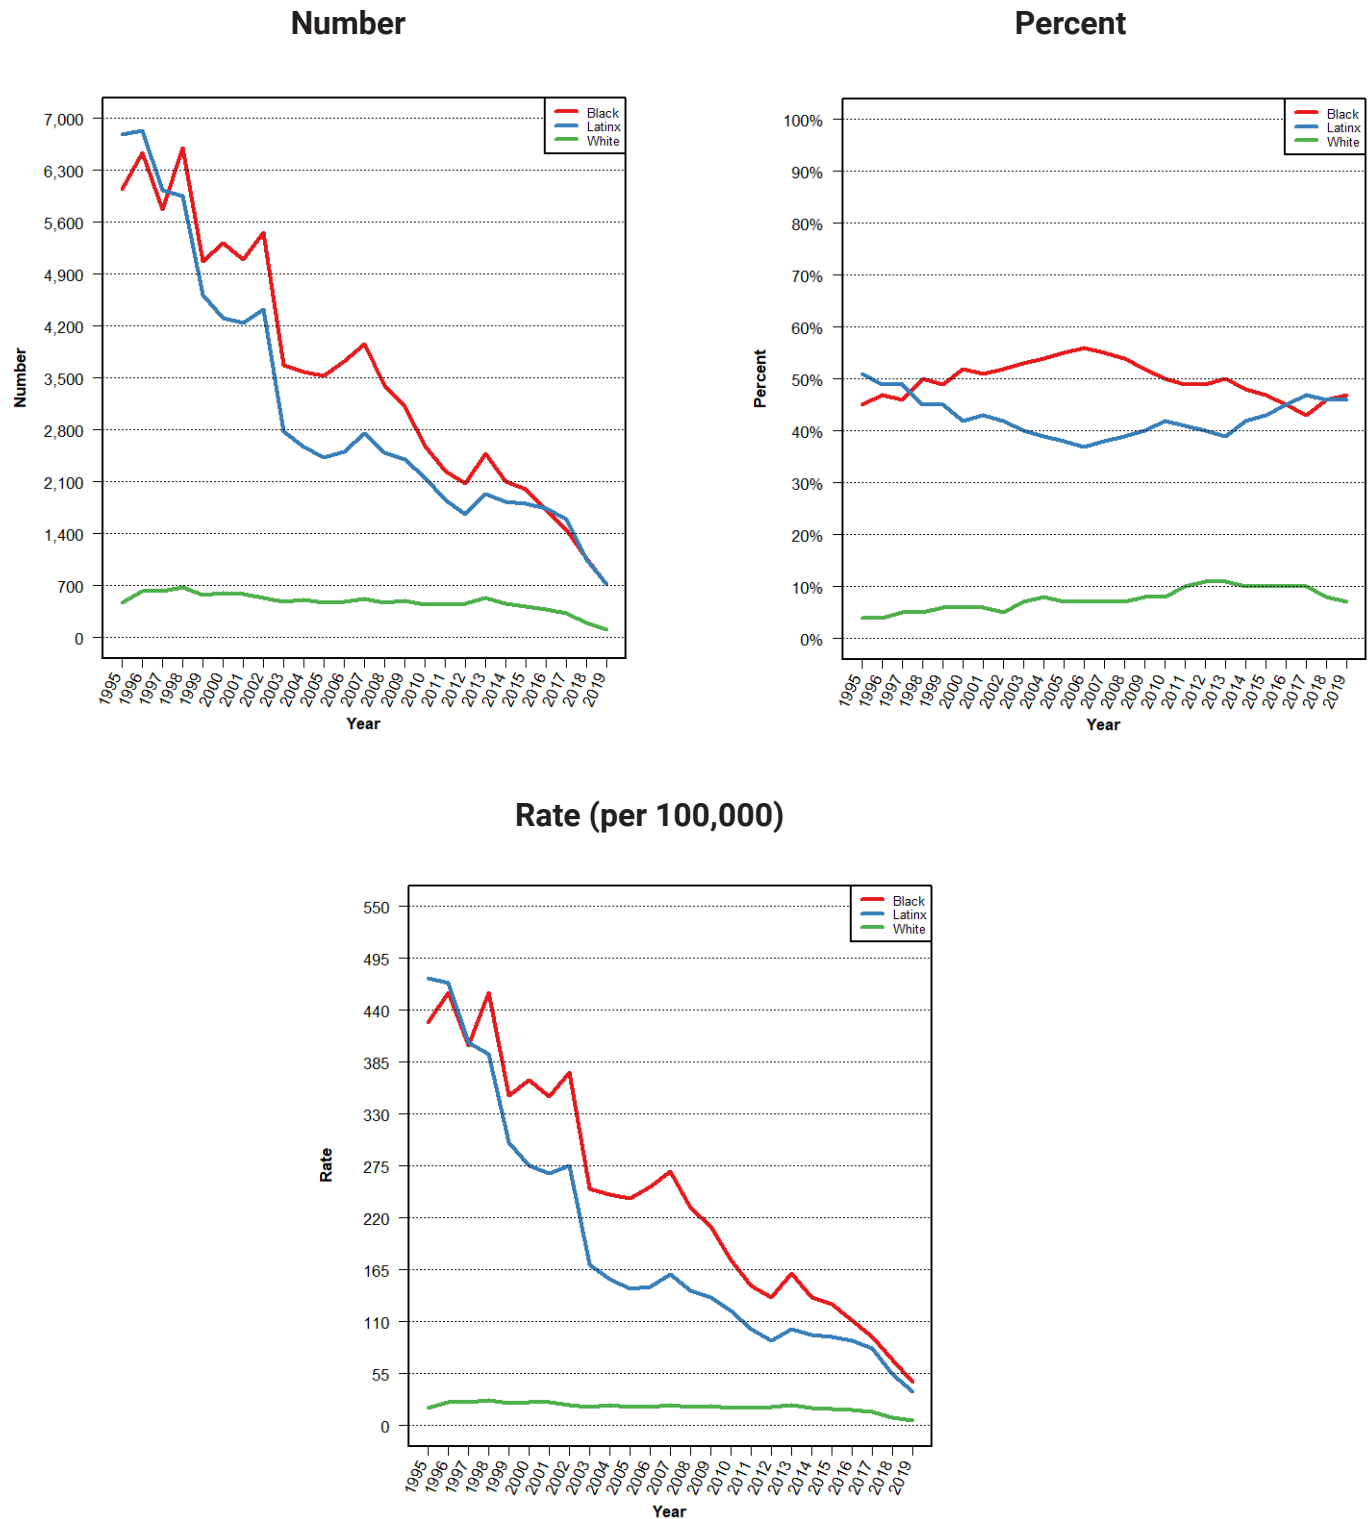 Number
Percent
Black
Latinx
White
7,000
6,300
5,600
4,900
4,200
3,500
2,800
2,100
1,400
700
0
Number
1995 1996 1997 1998 1999 2000 2001 2002 2003 2004 2005 2006 2007 2008 2009 2010 2011 2012 2013 2014 2015 2016 2017 2018 2019
Year
Black
Latinx
White
100%
90%
80%
70%
60%
50%
40%
30%
20%
10%
0%
Percent
1995 1996 1997 1998 1999 2000 2001 2002 2003 2004 2005 2006 2007 2008 2009 2010 2011 2012 2013 2014 2015 2016 2017 2018 2019
Year
Rate (per 100,000)
Black
Latinx
White
550
495
440
385
330
275
220
165
110
55
0
Rate
1995 1996 1997 1998 1999 2000 2001 2002 2003 2004 2005 2006 2007 2008 2009 2010 2011 2012 2013 2014 2015 2016 2017 2018 2019
Year